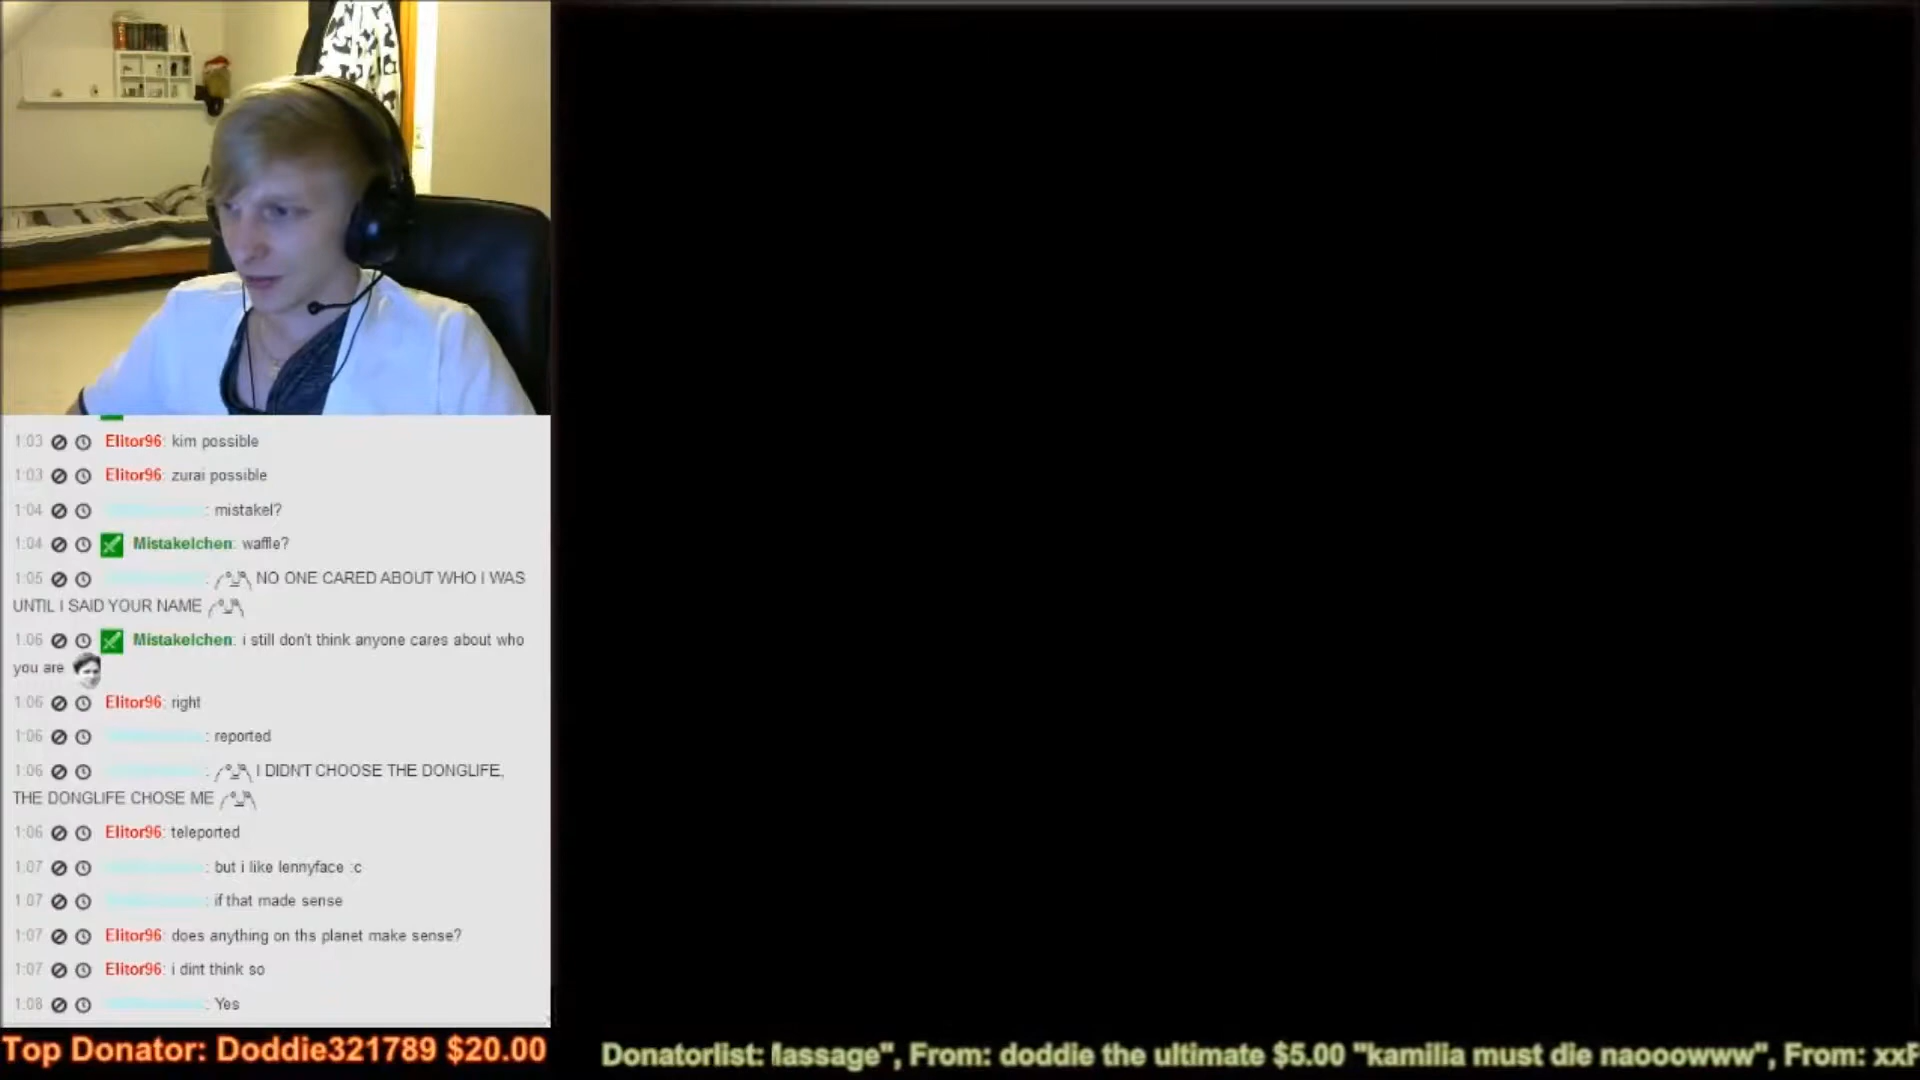 1:03 Elitor96: kim possible
1:03 Elitor96: zurai possible
1:04 : mistakel?
1:04 Mistakelchen: waffle?
1:05 : NO ONE CARED ABOUT WHO I WAS
UNTIL I SAID YOUR NAME
1:06 Mistakelchen: i still don't think anyone cares about who
you are
1:06 Elitor96: right
1:06 : reported
1:06 : I DIDN'T CHOOSE THE DONGLIFE,
THE DONGLIFE CHOSE ME
1:06 Elitor96: teleported
1:07 : but i like lennyface :c
1:07 : if that made sense
1:07 Elitor96: does anything on ths planet make sense?
1:07 Elitor96: i dint think so
1:08 : Yes
Top Donator: Doddie321789 $20.00
Donatorlist: lassage", From: doddie the ultimate $5.00 "kamilia must die naooowww", From: xxF